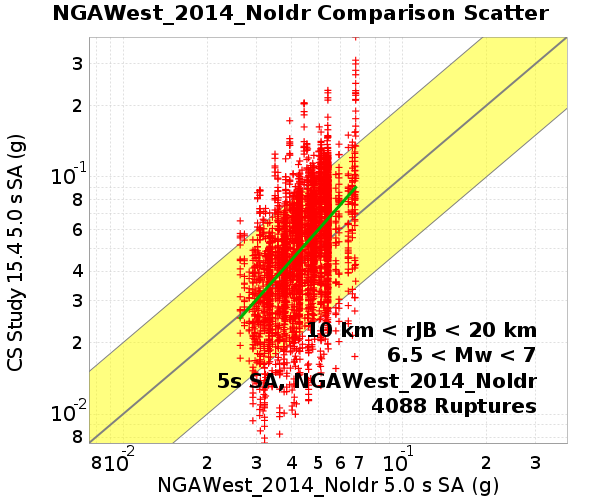 NGAWest_2014_NoIdr Comparison Scatter
CS Study 15.4 5.0 s SA (g)
3
2
10-1
8
6
4
3
2
10-2
8
10 km < rJB < 20 km
6.5 < Mw < 7
5s SA, NGAWest_2014_NoIdr
4088 Ruptures
8 10-2 2 3 4 5 6 7 10-1 2 3
NGAWest_2014_NoIdr 5.0 s SA (g)